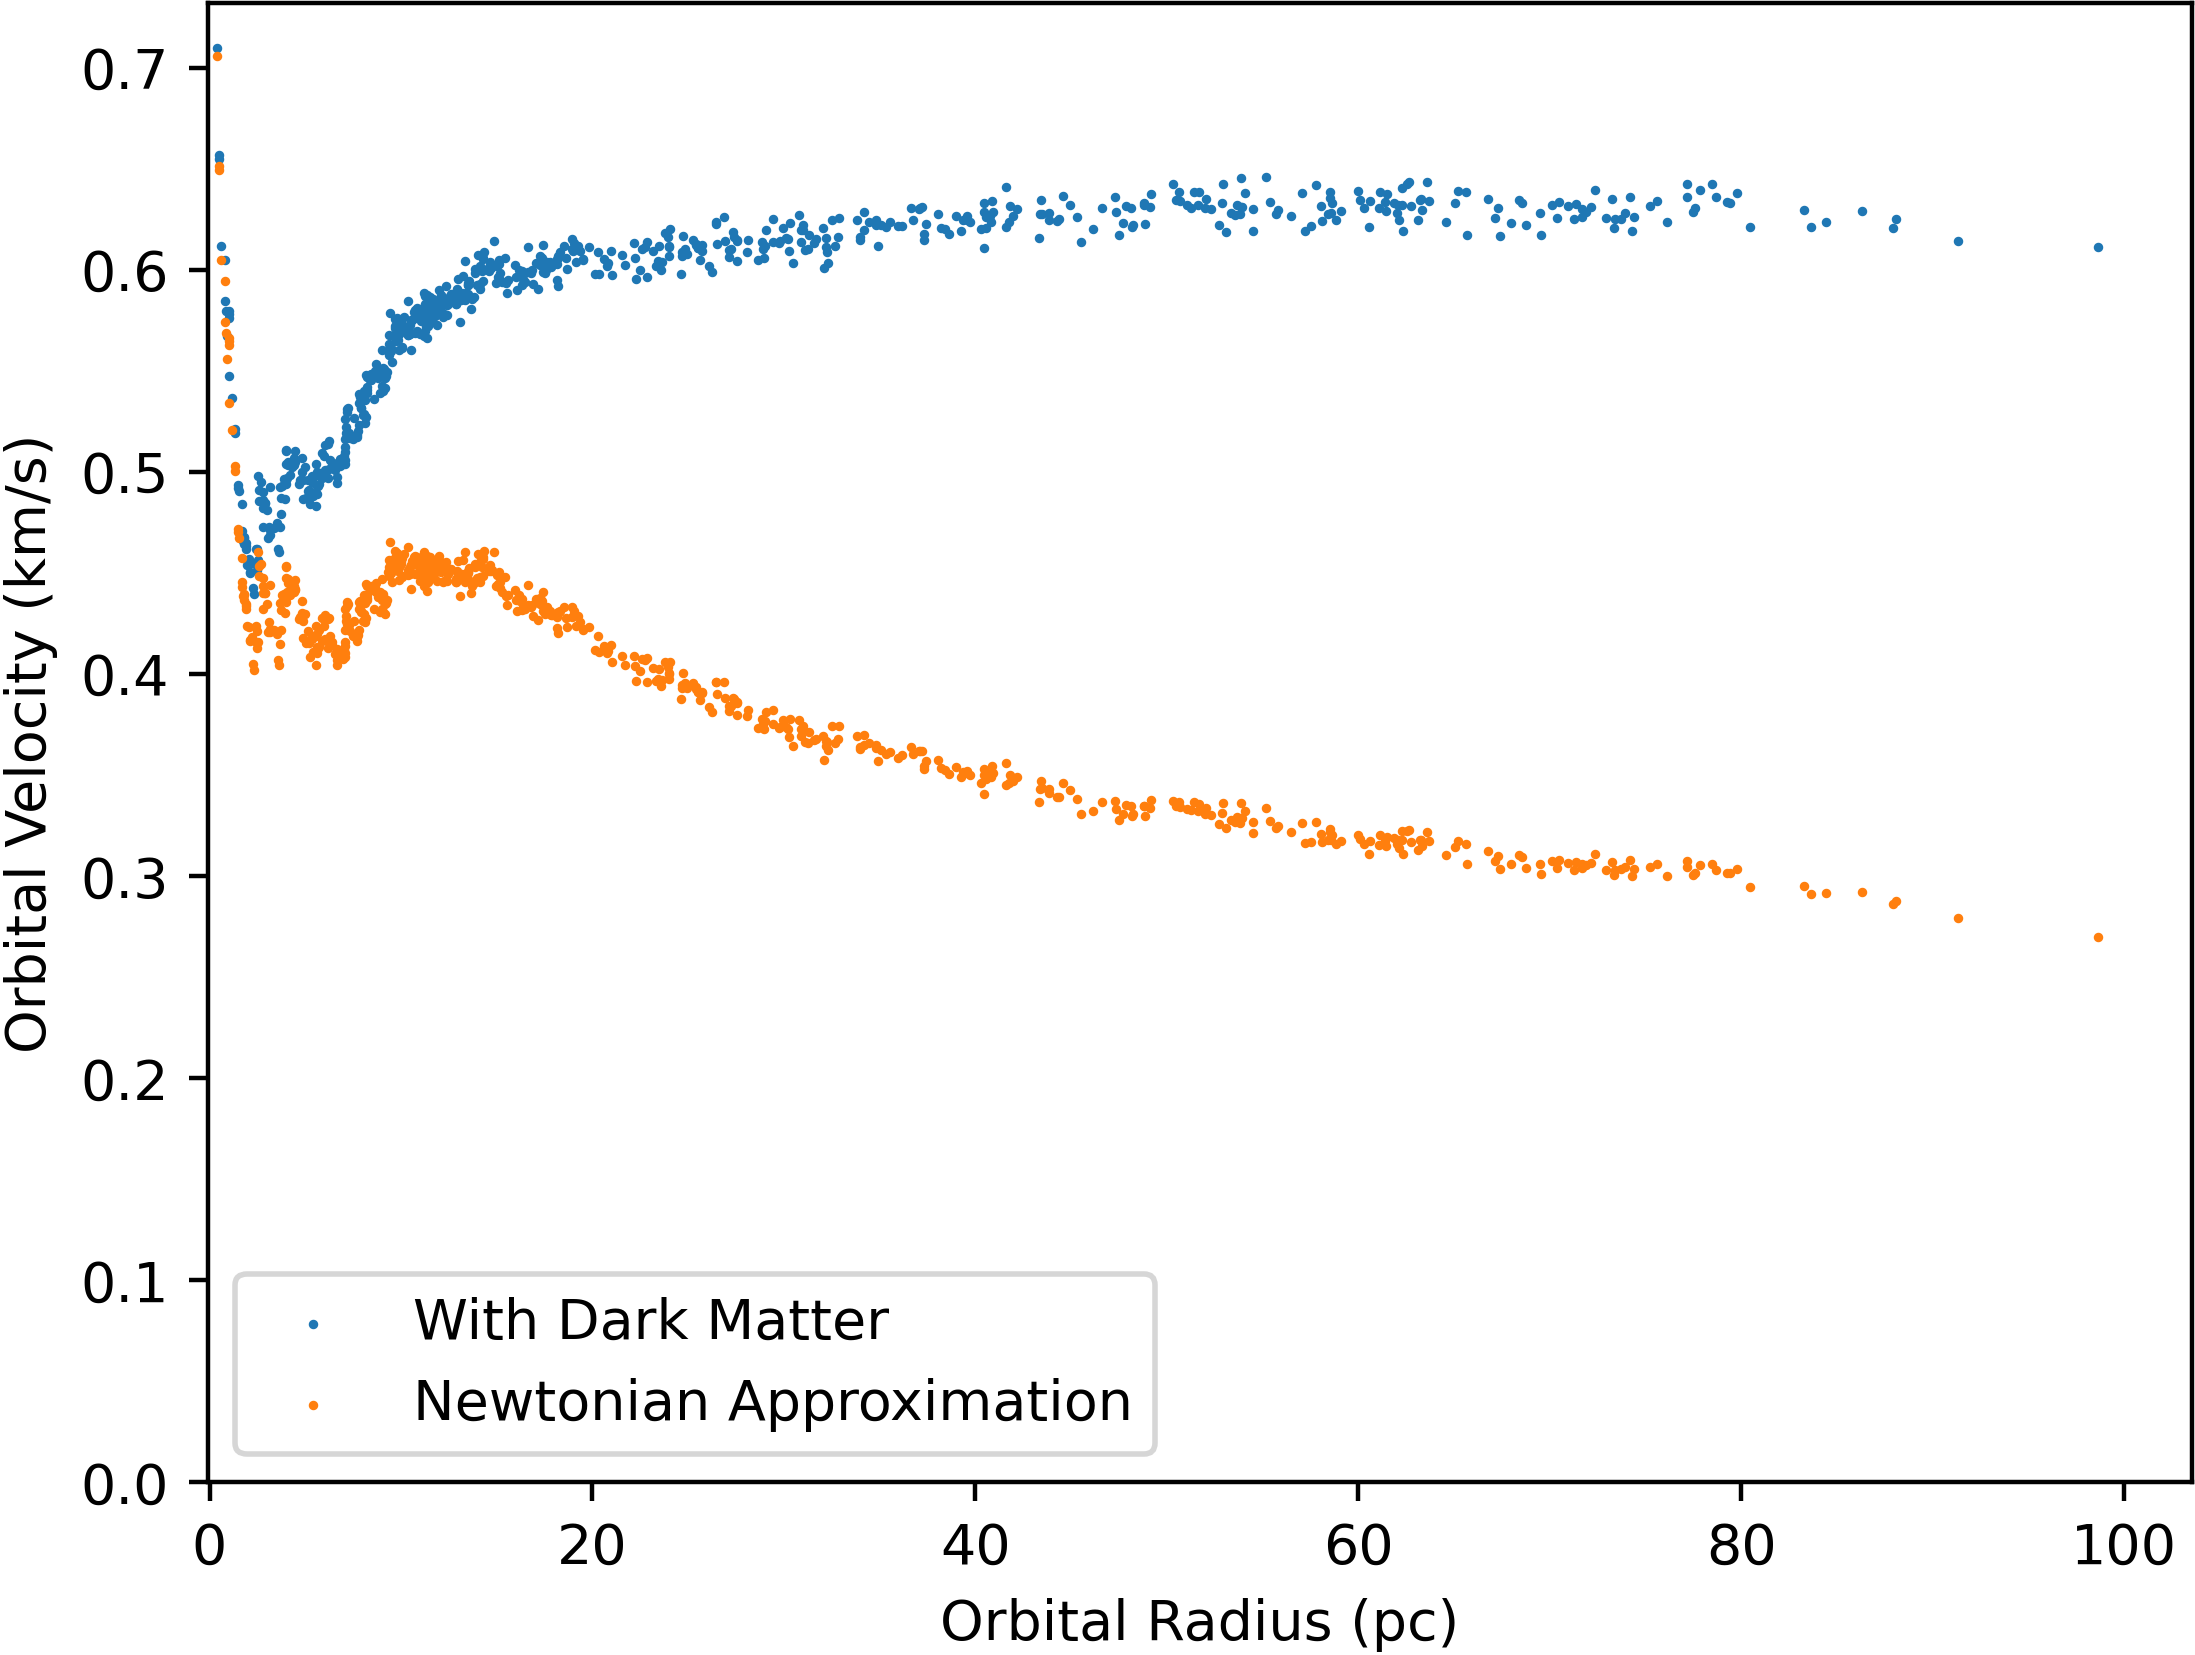 0.7
0.6
0.5
0.4
0.3
0.2
0.1
0.0
Orbital Velocity (km/s)
With Dark Matter
Newtonian Approximation
0 20 40 60 80 100
Orbital Radius (pc)